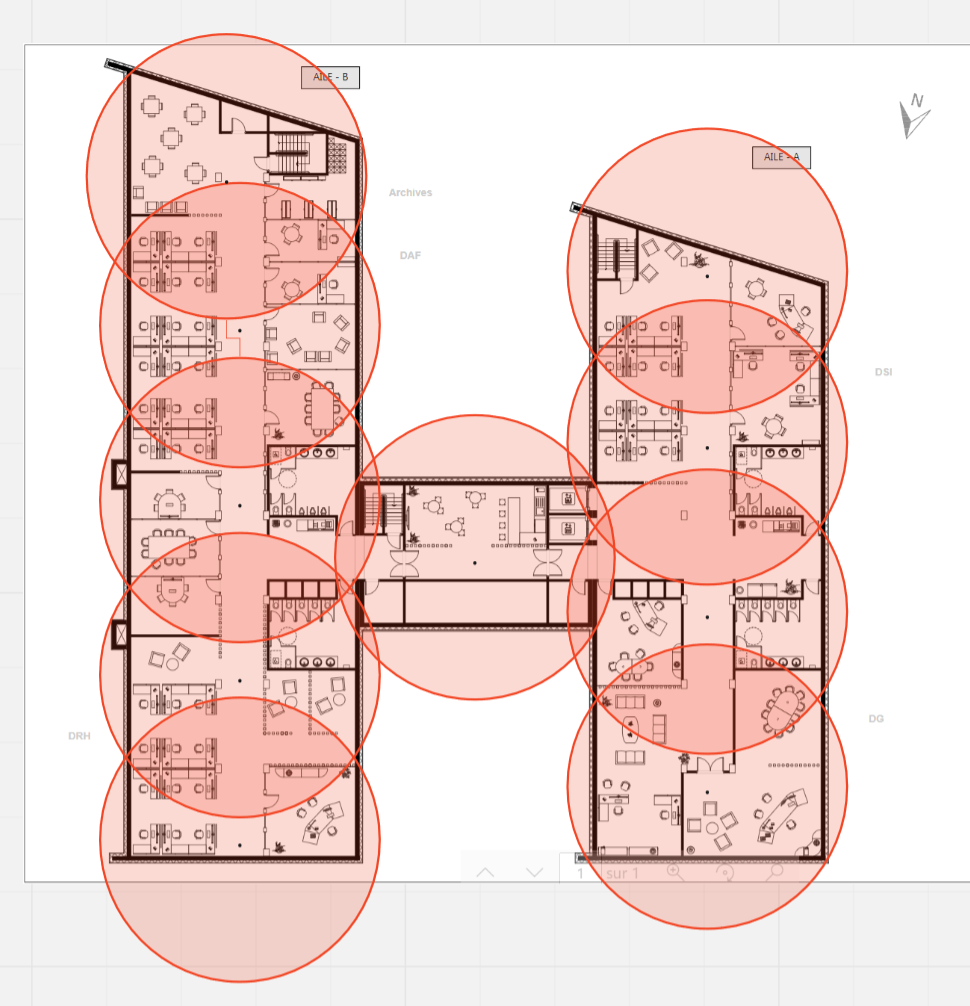 AILE - B
N
AILE - A
Archives
DAF
DSI
DG
DRH
1 sur 1